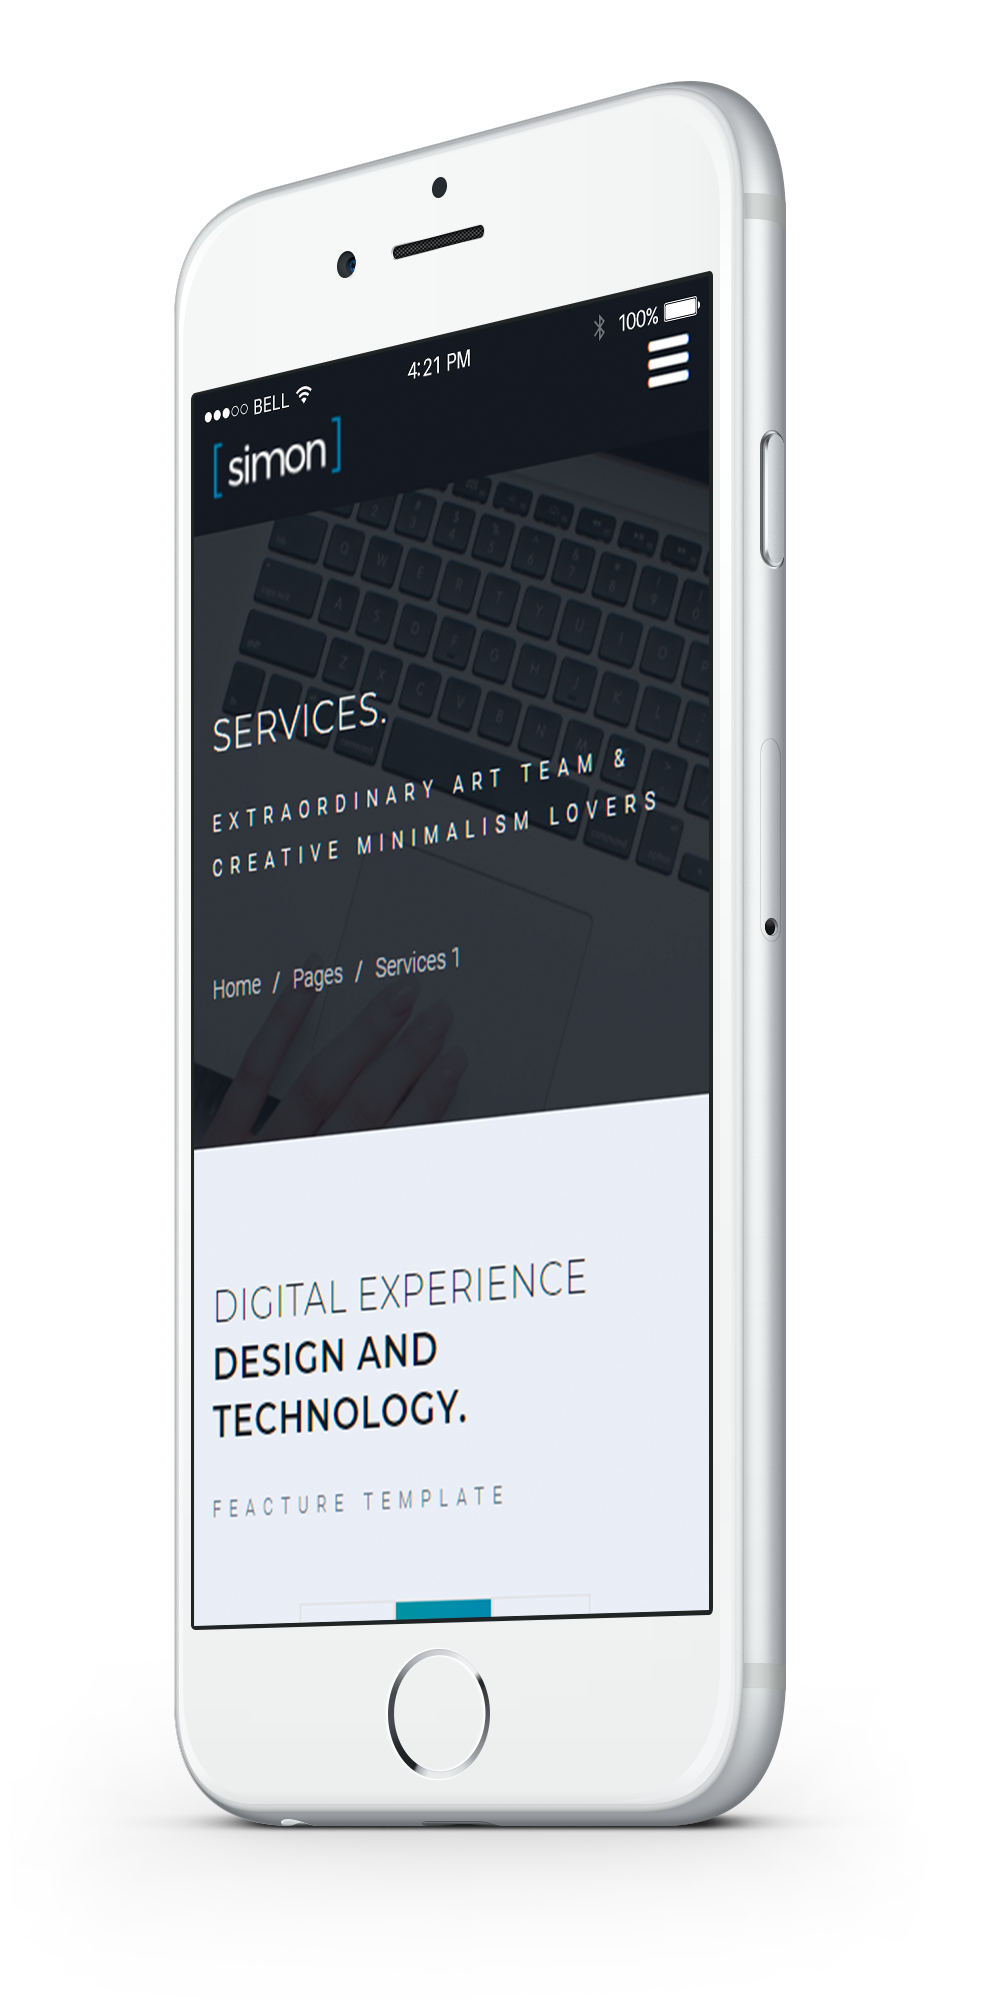 ●●●○○ BELL 4:21 PM 100%
[ simon ]
SERVICES.
EXTRAORDINARY ART TEAM &
CREATIVE MINIMALISM LOVERS
Home / Pages / Services 1
DIGITAL EXPERIENCE
DESIGN AND
TECHNOLOGY.
FEACTURE TEMPLATE